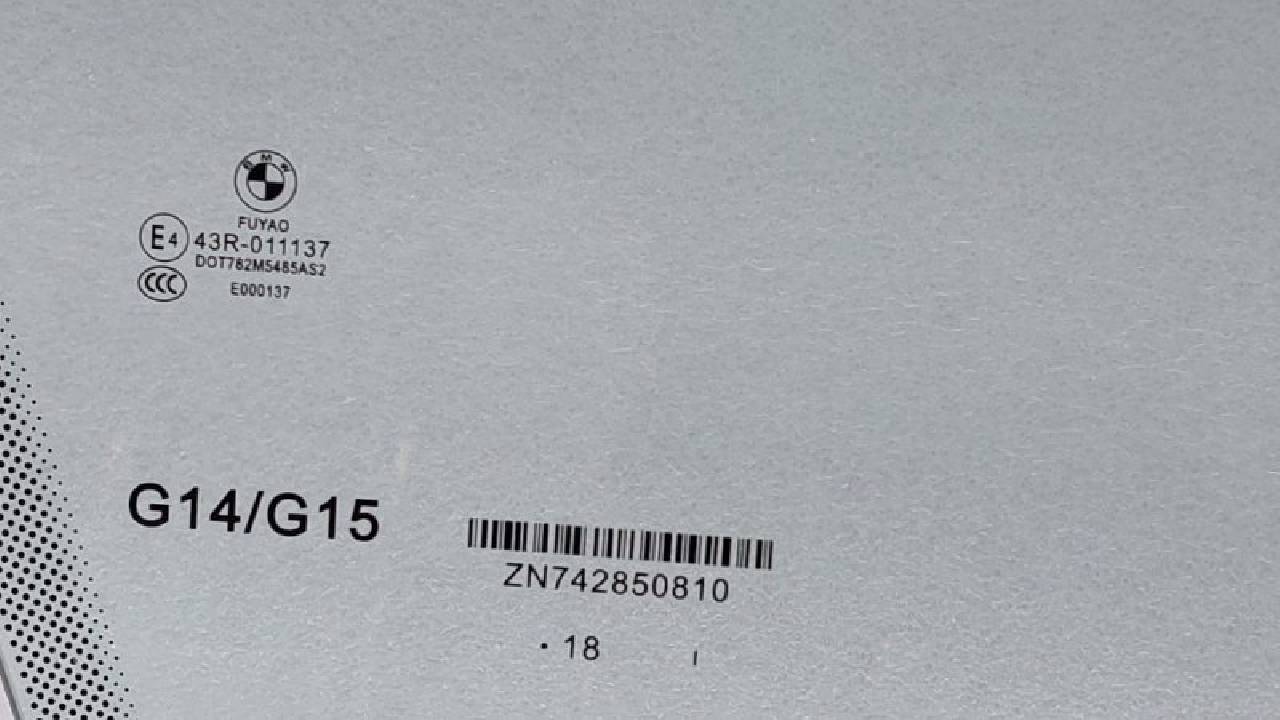 BMW
FUYAO
E4 43R-011137
DOT782M5485AS2
CCC E000137
G14/G15
ZN742850810
· 18